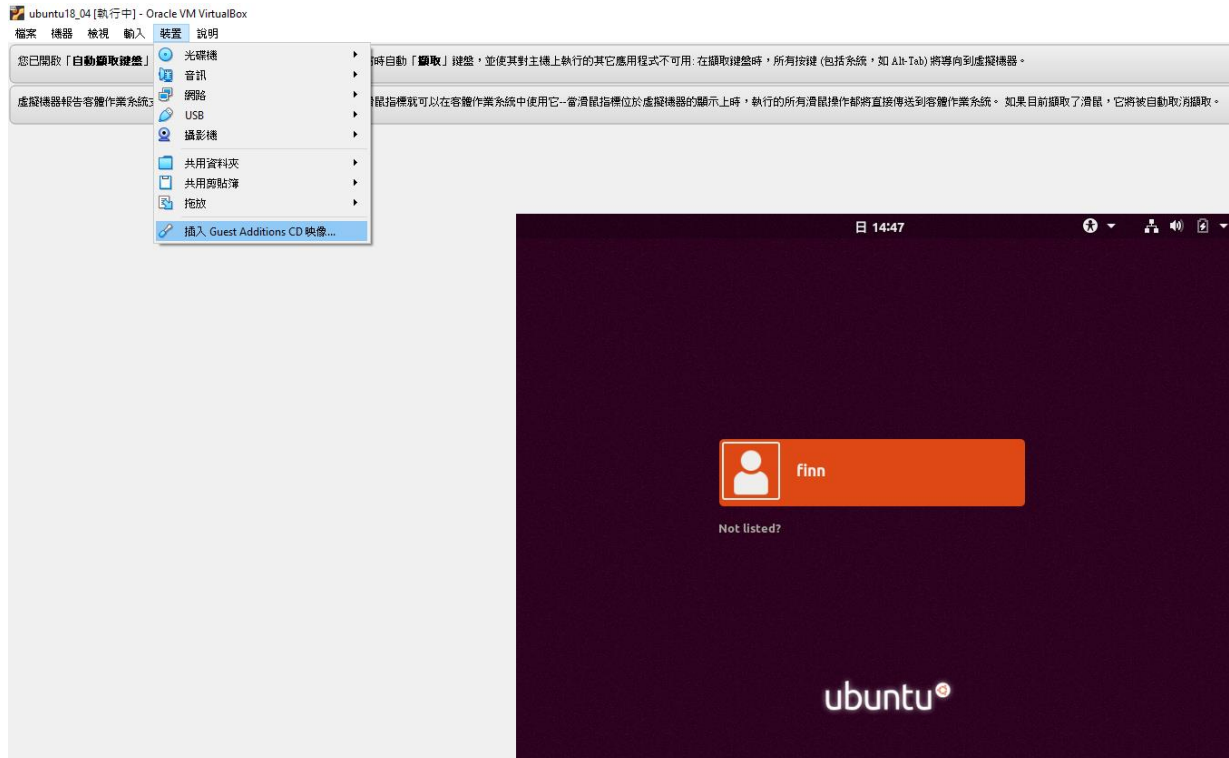 ubuntu18_04 [執行中] - Oracle VM VirtualBox
檔案 機器 檢視 輸入 裝置 說明
您已開啟「自動擷取鍵盤」 時自動「擷取」鍵盤，並使其對主機上執行的其它應用程式不可用: 在擷取鍵盤時，所有按鍵 (包括系統，如 Alt-Tab) 將導向到虛擬機器。
虛擬機器報告客體作業系統 滑鼠指標就可以在客體作業系統中使用它--當滑鼠指標位於虛擬機器的顯示上時，執行的所有滑鼠操作都將直接傳送到客體作業系統。 如果目前擷取了滑鼠，它將被自動取消擷取。
光碟機
音訊
網路
USB
攝影機
共用資料夾
共用剪貼簿
拖放
插入 Guest Additions CD 映像...
日 14:47
finn
Not listed?
ubuntu